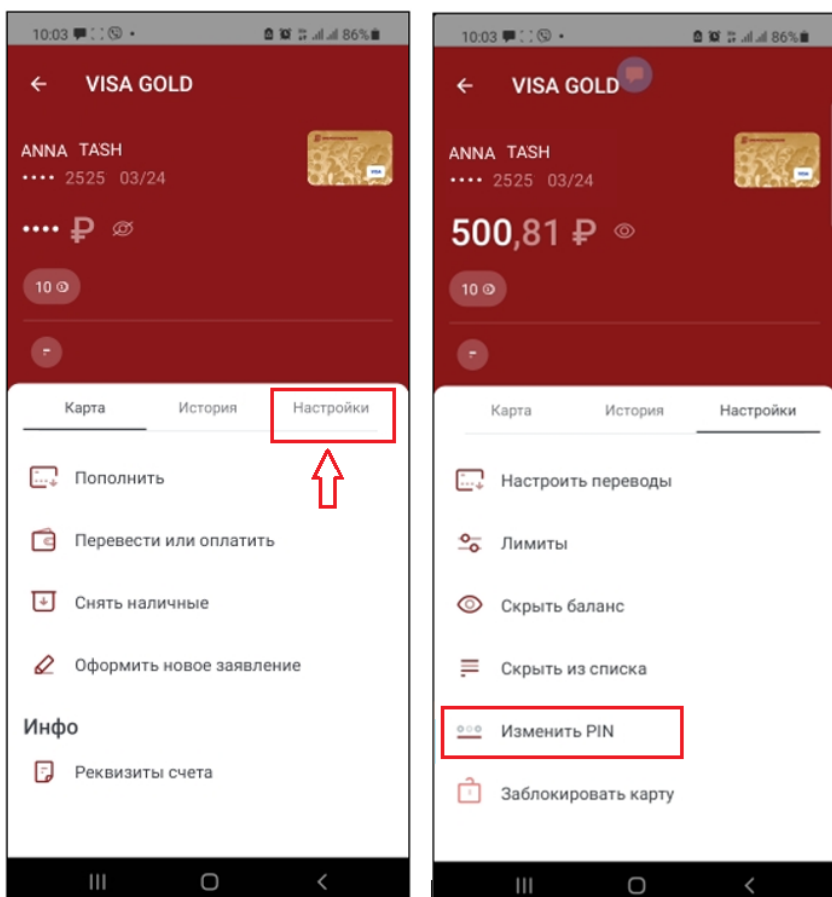 10:03
86%
VISA GOLD
ANNA TASH
•••• 2525 03/24
VISA
•••• ₽
10
Карта История Настройки
Пополнить
Перевести или оплатить
Снять наличные
Оформить новое заявление
Инфо
Реквизиты счета
10:03
86%
VISA GOLD
ANNA TASH
•••• 2525 03/24
VISA
500,81 ₽
10
Карта История Настройки
Настроить переводы
Лимиты
Скрыть баланс
Скрыть из списка
Изменить PIN
Заблокировать карту